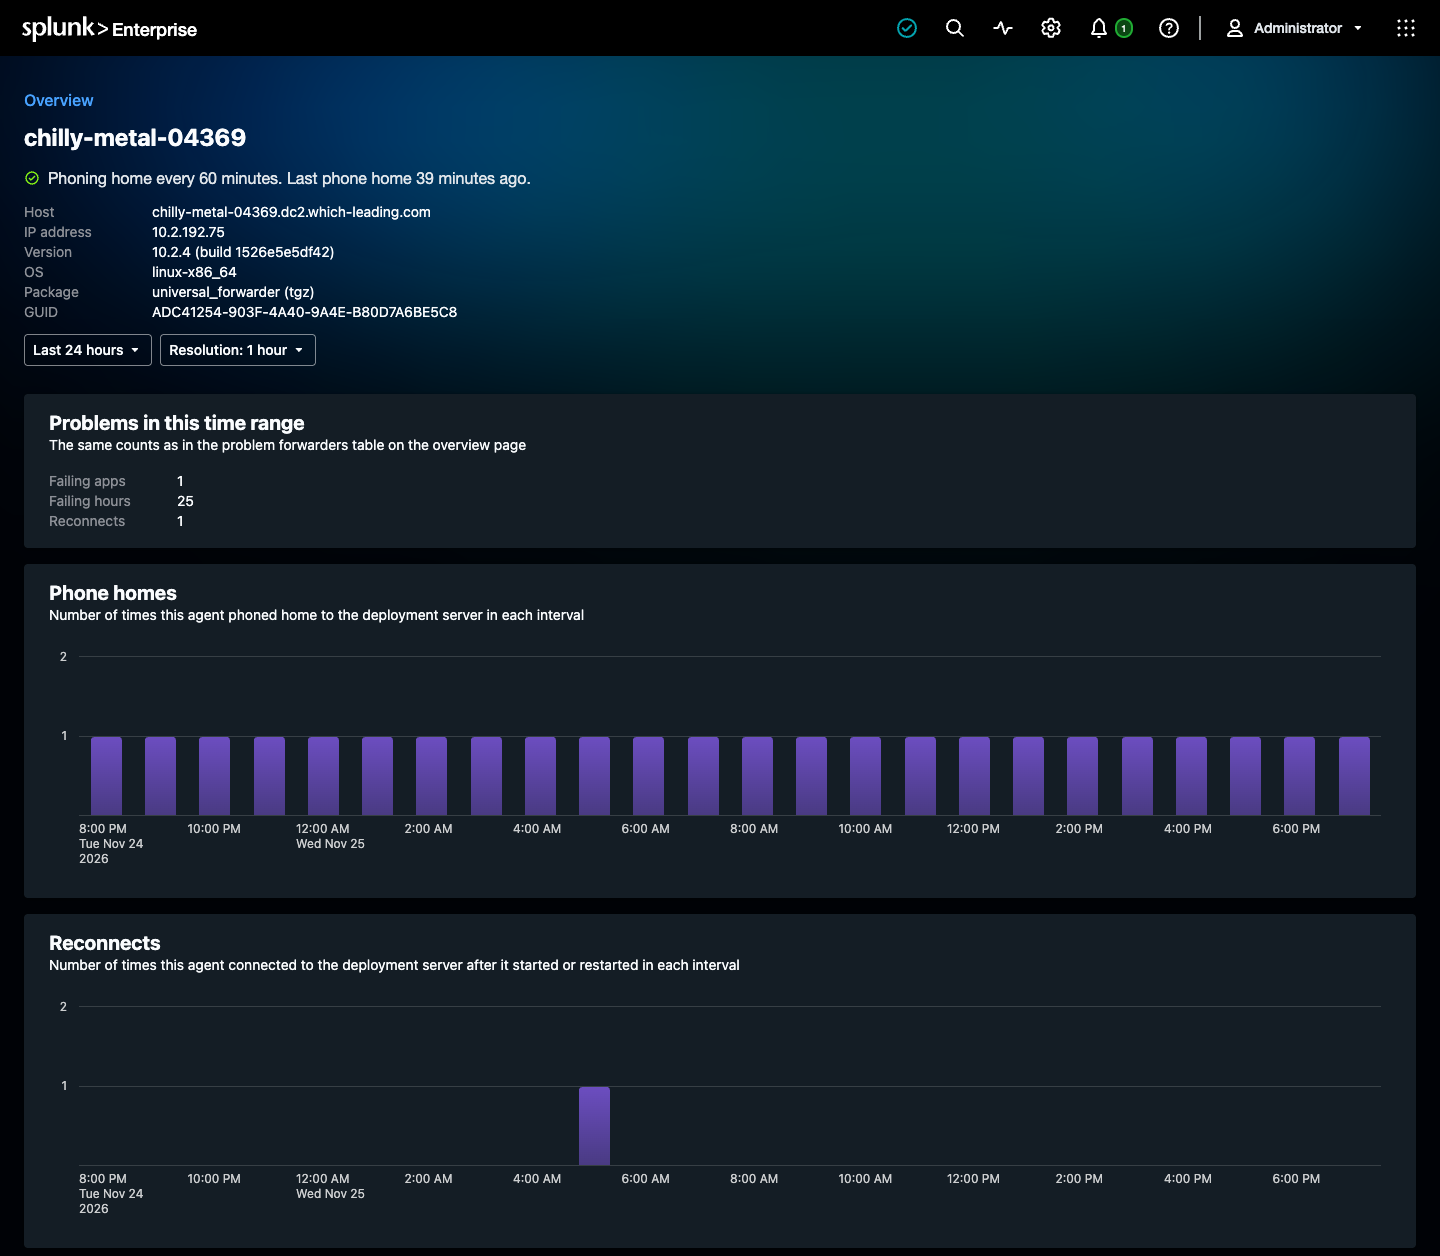 splunk>Enterprise
1
Administrator
Overview
chilly-metal-04369
Phoning home every 60 minutes. Last phone home 39 minutes ago.
Host chilly-metal-04369.dc2.which-leading.com
IP address 10.2.192.75
Version 10.2.4 (build 1526e5e5df42)
OS linux-x86_64
Package universal_forwarder (tgz)
GUID ADC41254-903F-4A40-9A4E-B80D7A6BE5C8
Last 24 hours Resolution: 1 hour
Problems in this time range
The same counts as in the problem forwarders table on the overview page
Failing apps 1
Failing hours 25
Reconnects 1
Phone homes
Number of times this agent phoned home to the deployment server in each interval
2
1
8:00 PM 10:00 PM 12:00 AM 2:00 AM 4:00 AM 6:00 AM 8:00 AM 10:00 AM 12:00 PM 2:00 PM 4:00 PM 6:00 PM
Tue Nov 24 Wed Nov 25
2026
Reconnects
Number of times this agent connected to the deployment server after it started or restarted in each interval
2
1
8:00 PM 10:00 PM 12:00 AM 2:00 AM 4:00 AM 6:00 AM 8:00 AM 10:00 AM 12:00 PM 2:00 PM 4:00 PM 6:00 PM
Tue Nov 24 Wed Nov 25
2026